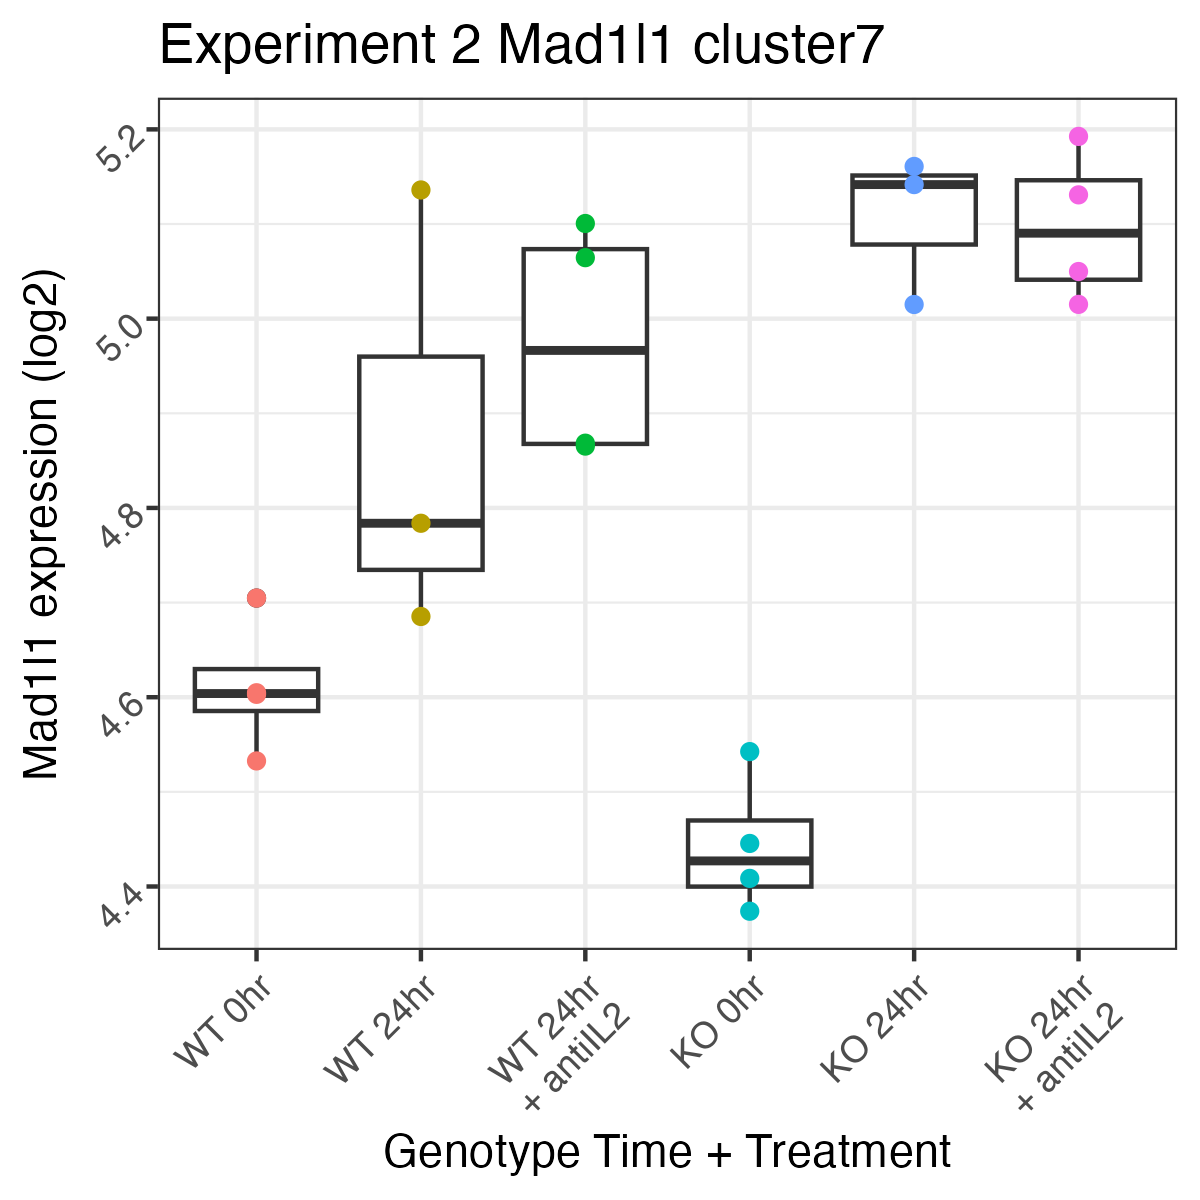 Experiment 2 Mad1l1 cluster7
Mad1l1 expression (log2)
5.2
5.0
4.8
4.6
4.4
WT 0hr
WT 24hr
WT 24hr
+ antiIL2
KO 0hr
KO 24hr
KO 24hr
+ antiIL2
Genotype Time + Treatment